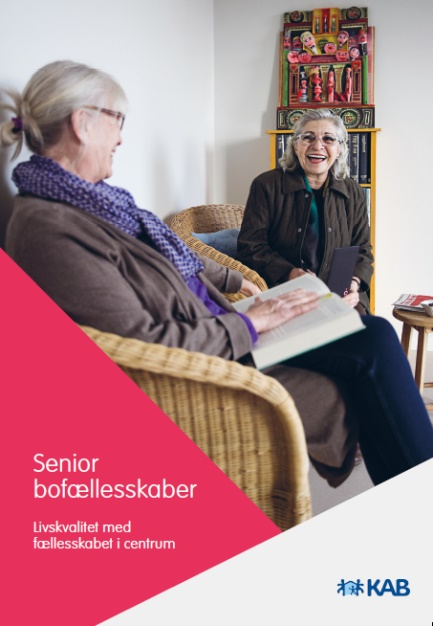 Senior
bofællesskaber
Livskvalitet med
fællesskabet i centrum
KAB